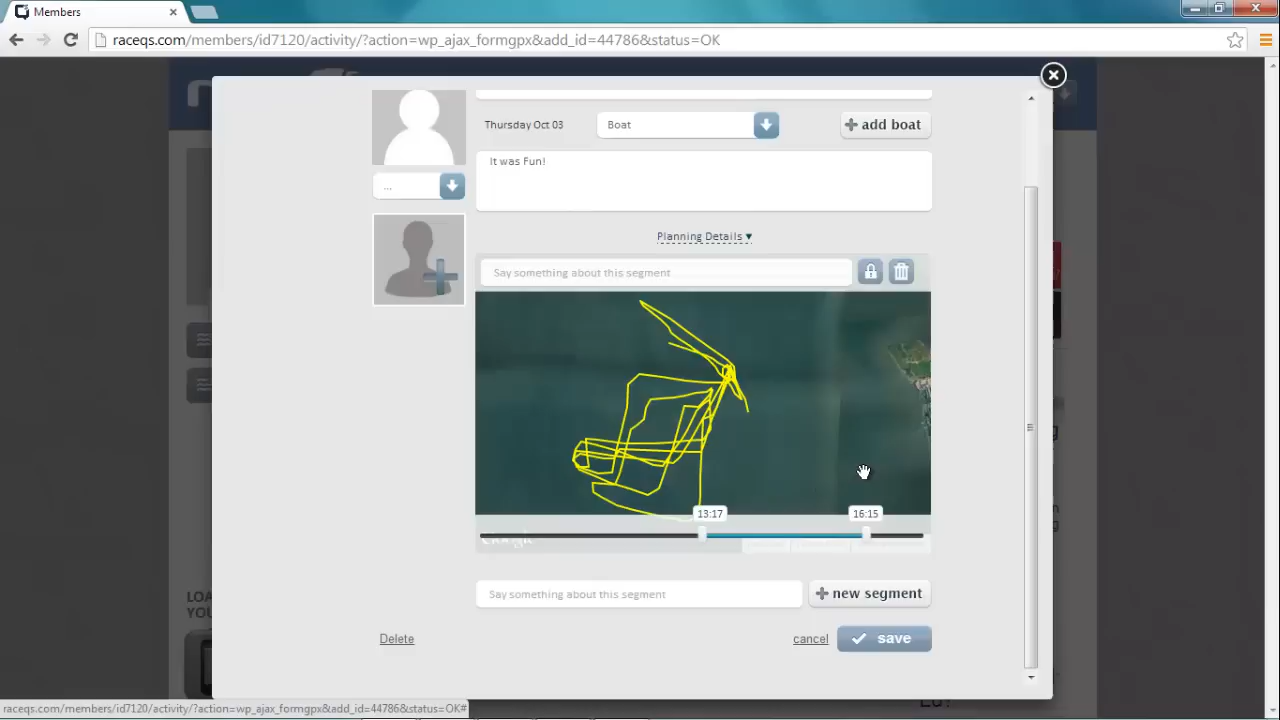 Members
raceqs.com/members/id7120/activity/?action=wp_ajax_formgpx&add_id=44786&status=OK
Thursday Oct 03
Boat
+ add boat
It was Fun!
...
Planning Details ▼
Say something about this segment
13:17
16:15
Say something about this segment
+ new segment
LOA
YOU
Delete
cancel
save
raceqs.com/members/id7120/activity/?action=wp_ajax_formgpx&add_id=44786&status=OK#